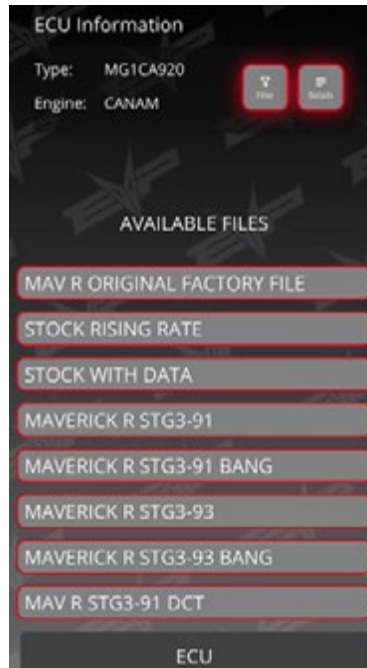 ECU Information
Type: MG1CA920
Engine: CANAM
Filter
Details
AVAILABLE FILES
MAV R ORIGINAL FACTORY FILE
STOCK RISING RATE
STOCK WITH DATA
MAVERICK R STG3-91
MAVERICK R STG3-91 BANG
MAVERICK R STG3-93
MAVERICK R STG3-93 BANG
MAV R STG3-91 DCT
ECU